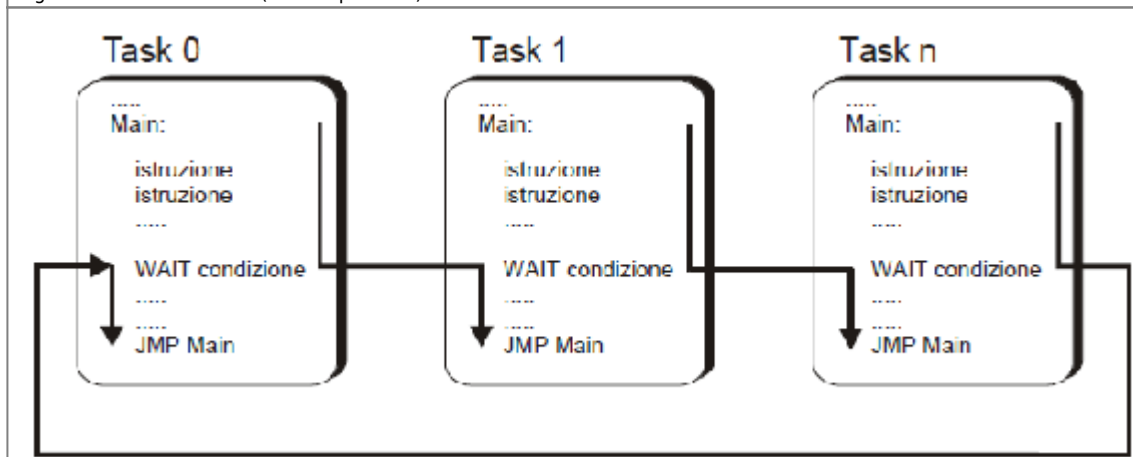 Task 0
.....
Main:
istruzione
istruzione
.....
WAIT condizione
.....
.....
JMP Main
Task 1
.....
Main:
istruzione
istruzione
.....
WAIT condizione
.....
.....
JMP Main
Task n
.....
Main:
istruzione
istruzione
.....
WAIT condizione
.....
.....
JMP Main